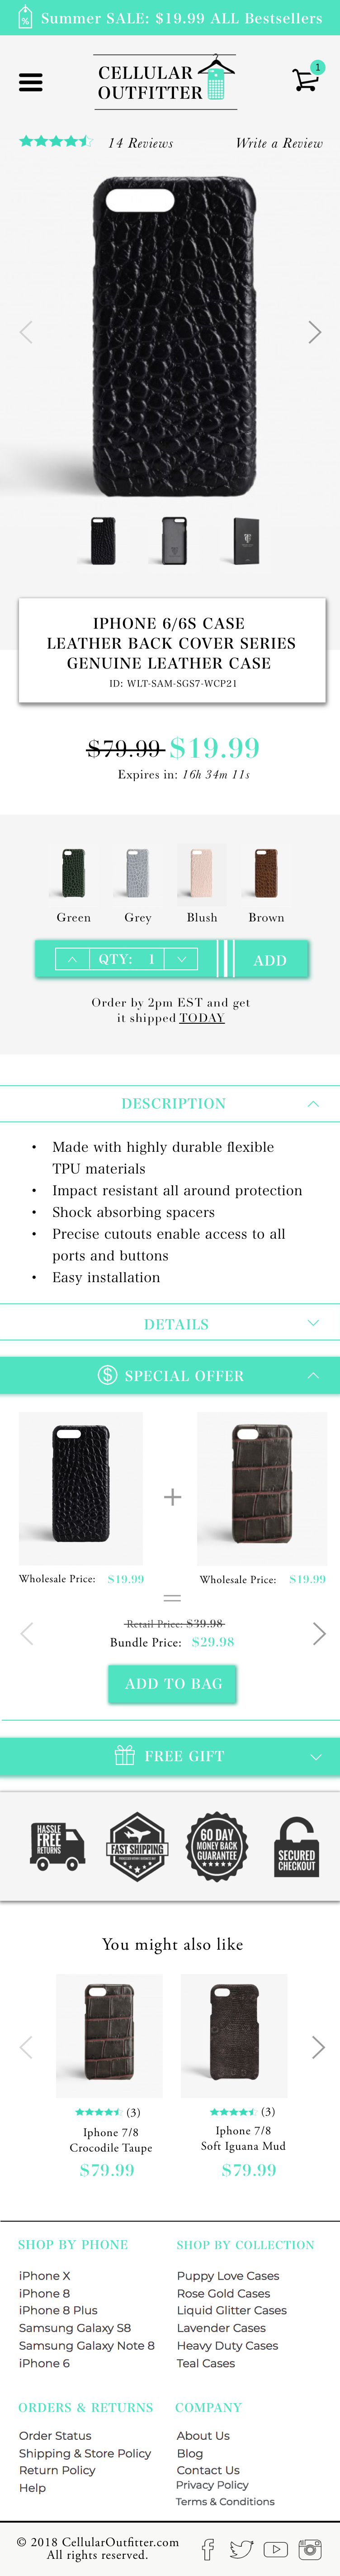 Summer SALE: $19.99 ALL Bestsellers
CELLULAR
OUTFITTER
1
14 Reviews
Write a Review
IPHONE 6/6S CASE
LEATHER BACK COVER SERIES
GENUINE LEATHER CASE
ID: WLT-SAM-SGS7-WCP21
$79.99 $19.99
Expires in: 16h 34m 11s
Green
Grey
Blush
Brown
QTY: 1
ADD
Order by 2pm EST and get
it shipped TODAY
DESCRIPTION
• Made with highly durable flexible
TPU materials
• Impact resistant all around protection
• Shock absorbing spacers
• Precise cutouts enable access to all
ports and buttons
• Easy installation
DETAILS
$ SPECIAL OFFER
+
Wholesale Price: $19.99
Wholesale Price: $19.99
=
Retail Price: $39.98
Bundle Price: $29.98
ADD TO BAG
FREE GIFT
HASSLE
FREE
RETURNS
FAST SHIPPING
60 DAY
MONEY BACK
GUARANTEE
SECURED
CHECKOUT
You might also like
(3)
Iphone 7/8
Crocodile Taupe
$79.99
(3)
Iphone 7/8
Soft Iguana Mud
$79.99
SHOP BY PHONE
iPhone X
iPhone 8
iPhone 8 Plus
Samsung Galaxy S8
Samsung Galaxy Note 8
iPhone 6
SHOP BY COLLECTION
Puppy Love Cases
Rose Gold Cases
Liquid Glitter Cases
Lavender Cases
Heavy Duty Cases
Teal Cases
ORDERS & RETURNS
Order Status
Shipping & Store Policy
Return Policy
Help
COMPANY
About Us
Blog
Contact Us
Privacy Policy
Terms & Conditions
© 2018 CellularOutfitter.com
All rights reserved.